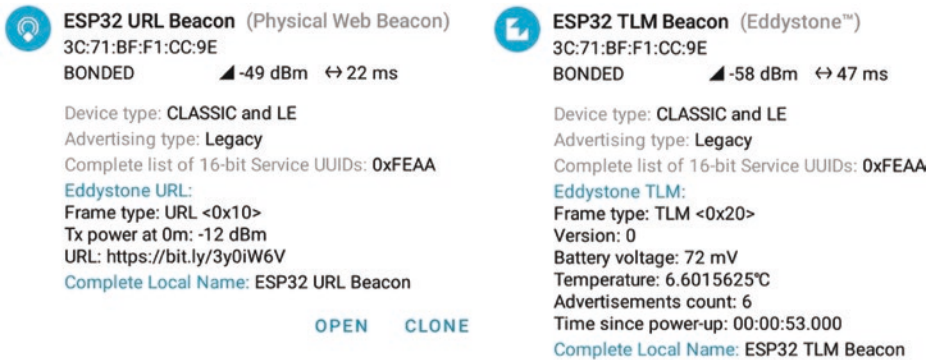 ESP32 URL Beacon (Physical Web Beacon)
3C:71:BF:F1:CC:9E
BONDED -49 dBm ↔ 22 ms
Device type: CLASSIC and LE
Advertising type: Legacy
Complete list of 16-bit Service UUIDs: 0xFEAA
Eddystone URL:
Frame type: URL <0x10>
Tx power at 0m: -12 dBm
URL: https://bit.ly/3y0iW6V
Complete Local Name: ESP32 URL Beacon
OPEN CLONE
ESP32 TLM Beacon (Eddystone™)
3C:71:BF:F1:CC:9E
BONDED -58 dBm ↔ 47 ms
Device type: CLASSIC and LE
Advertising type: Legacy
Complete list of 16-bit Service UUIDs: 0xFEAA
Eddystone TLM:
Frame type: TLM <0x20>
Version: 0
Battery voltage: 72 mV
Temperature: 6.6015625°C
Advertisements count: 6
Time since power-up: 00:00:53.000
Complete Local Name: ESP32 TLM Beacon